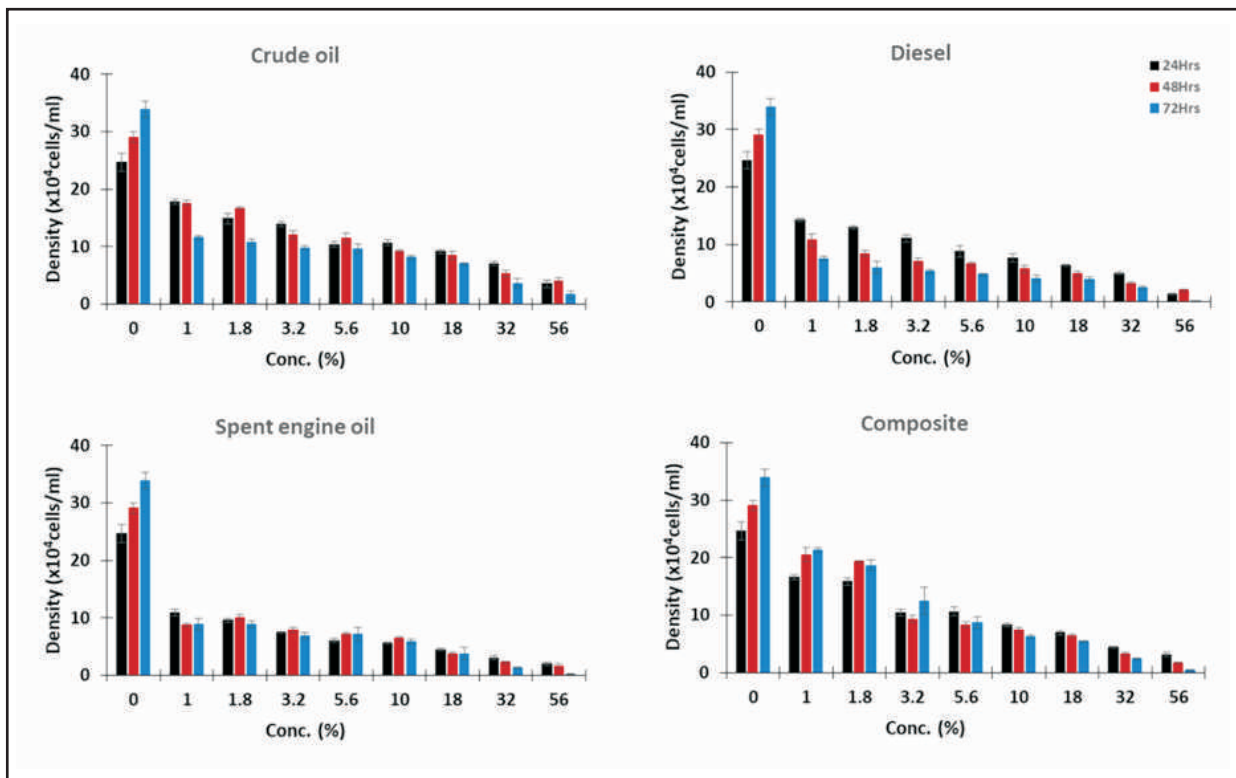 Crude oil
Density (x10⁴cells/ml)
40
30
20
10
0
0 1 1.8 3.2 5.6 10 18 32 56
Conc. (%)
Diesel
24Hrs
48Hrs
72Hrs
Density (x10⁴cells/ml)
40
30
20
10
0
0 1 1.8 3.2 5.6 10 18 32 56
Conc. (%)
Spent engine oil
Density (x10⁴cells/ml)
40
30
20
10
0
0 1 1.8 3.2 5.6 10 18 32 56
Conc. (%)
Composite
Density (x10⁴cells/ml)
40
30
20
10
0
0 1 1.8 3.2 5.6 10 18 32 56
Conc. (%)